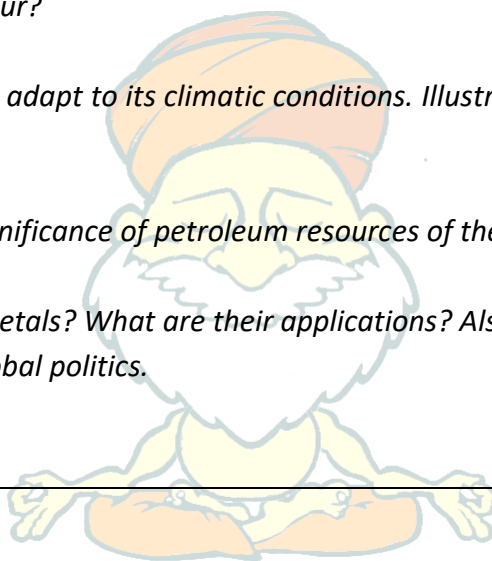 ur?
adapt to its climatic conditions. Illustr
nificance of petroleum resources of the
etals? What are their applications? Als
bal politics.